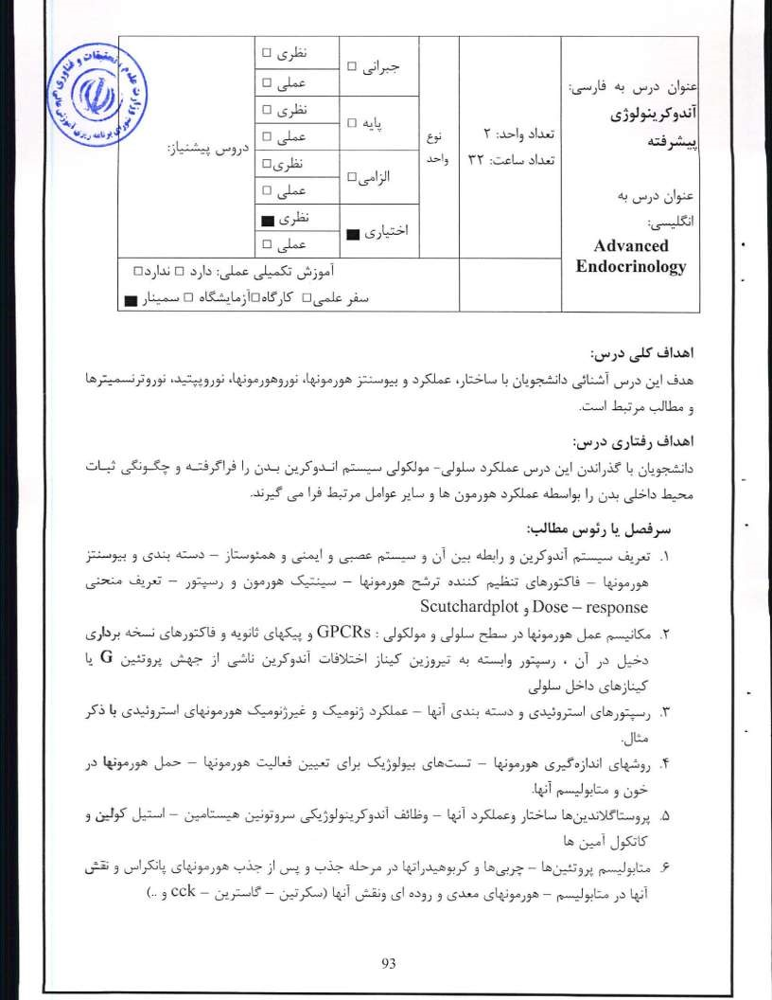 عنوان درس به فارسی:
آندوکرینولوژی
پیشرفته
عنوان درس به
انگلیسی:
Advanced
Endocrinology
تعداد واحد: ۲
تعداد ساعت: ۳۲
نوع
واحد
جبرانی □
نظری □
عملی □
پایه □
نظری □
عملی □
الزامی□
نظری□
عملی □
اختیاری ■
نظری ■
عملی □
دروس پیشنیاز:
آموزش تکمیلی عملی: دارد □ ندارد□
سفر علمی□ کارگاه□آزمایشگاه □ سمینار ■
اهداف کلی درس:
هدف این درس آشنائی دانشجویان با ساختار، عملکرد و بیوسنتز هورمونها، نوروهورمونها، نوروپپتید، نوروترنسمیترها
و مطالب مرتبط است.
اهداف رفتاری درس:
دانشجویان با گذراندن این درس عملکرد سلولی- مولکولی سیستم اندوکرین بدن را فراگرفته و چگونگی ثبات
محیط داخلی بدن را بواسطه عملکرد هورمون ها و سایر عوامل مرتبط فرا می گیرند.
سرفصل یا رئوس مطالب:
۱. تعریف سیستم آندوکرین و رابطه بین آن و سیستم عصبی و ایمنی و همئوستاز – دسته بندی و بیوسنتز
هورمونها – فاکتورهای تنظیم کننده ترشح هورمونها – سینتیک هورمون و رسپتور – تعریف منحنی
Dose – response و Scutchardplot
۲. مکانیسم عمل هورمونها در سطح سلولی و مولکولی : GPCRs و پیکهای ثانویه و فاکتورهای نسخه برداری
دخیل در آن ، رسپتور وابسته به تیروزین کیناز اختلافات آندوکرین ناشی از جهش پروتئین G یا
کینازهای داخل سلولی
۳. رسپتورهای استروئیدی و دسته بندی آنها – عملکرد ژنومیک و غیرژنومیک هورمونهای استروئیدی با ذکر
مثال.
۴. روشهای اندازه‌گیری هورمونها – تست‌های بیولوژیک برای تعیین فعالیت هورمونها – حمل هورمونها در
خون و متابولیسم آنها.
۵. پروستاگلاندین‌ها ساختار وعملکرد آنها – وظائف آندوکرینولوژیکی سروتونین هیستامین – استیل کولین و
کاتکول آمین ها
۶. متابولیسم پروتئین‌ها – چربی‌ها و کربوهیدراتها در مرحله جذب و پس از جذب هورمونهای پانکراس و نقش
آنها در متابولیسم – هورمونهای معدی و روده ای ونقش آنها (سکرتین – گاسترین – cck و ..)
93